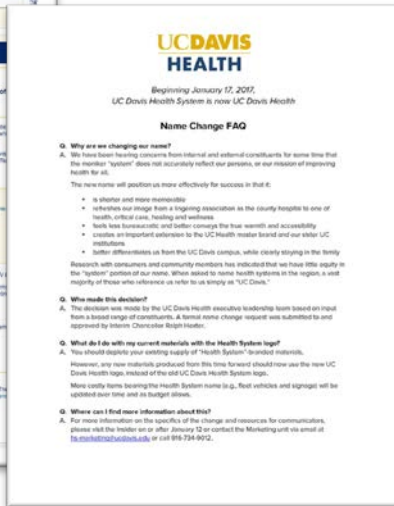 UCDAVIS
HEALTH
Beginning January 17, 2017,
UC Davis Health System is now UC Davis Health
Name Change FAQ
Q. Why are we changing our name?
A. We have been hearing concerns from internal and external constituents for some time that
the moniker "system" does not accurately reflect our persona, or our mission of improving
health for all.
The new name will position us more effectively for success in that it:
• is shorter and more memorable
• refreshes our image from a lingering association as the county hospital to one of
health, critical care, healing and wellness
• feels less bureaucratic and better conveys the true warmth and accessibility
• creates an important extension to the UC Health master brand and our sister UC
institutions
• better differentiates us from the UC Davis campus, while clearly staying in the family
Research with consumers and community members has indicated that we have little equity in
the "system" portion of our name. When asked to name health systems in the region, a vast
majority of those who reference us refer to us simply as "UC Davis."
Q. Who made this decision?
A. The decision was made by the UC Davis Health executive leadership team based on input
from a broad range of constituents. A formal name change request was submitted to and
approved by Interim Chancellor Ralph Hexter.
Q. What do I do with my current materials with the Health System logo?
A. You should deplete your existing supply of "Health System"-branded materials.
However, any new materials produced from this time forward should now use the new UC
Davis Health logo, instead of the old UC Davis Health System logo.
More costly items bearing the Health System name (e.g., fleet vehicles and signage) will be
updated over time and as budget allows.
Q. Where can I find more information about this?
A. For more information on the specifics of the change and resources for communicators,
please visit the Insider on or after January 12 or contact the Marketing unit via email at
hs-marketing@ucdavis.edu or call 916-734-9012.